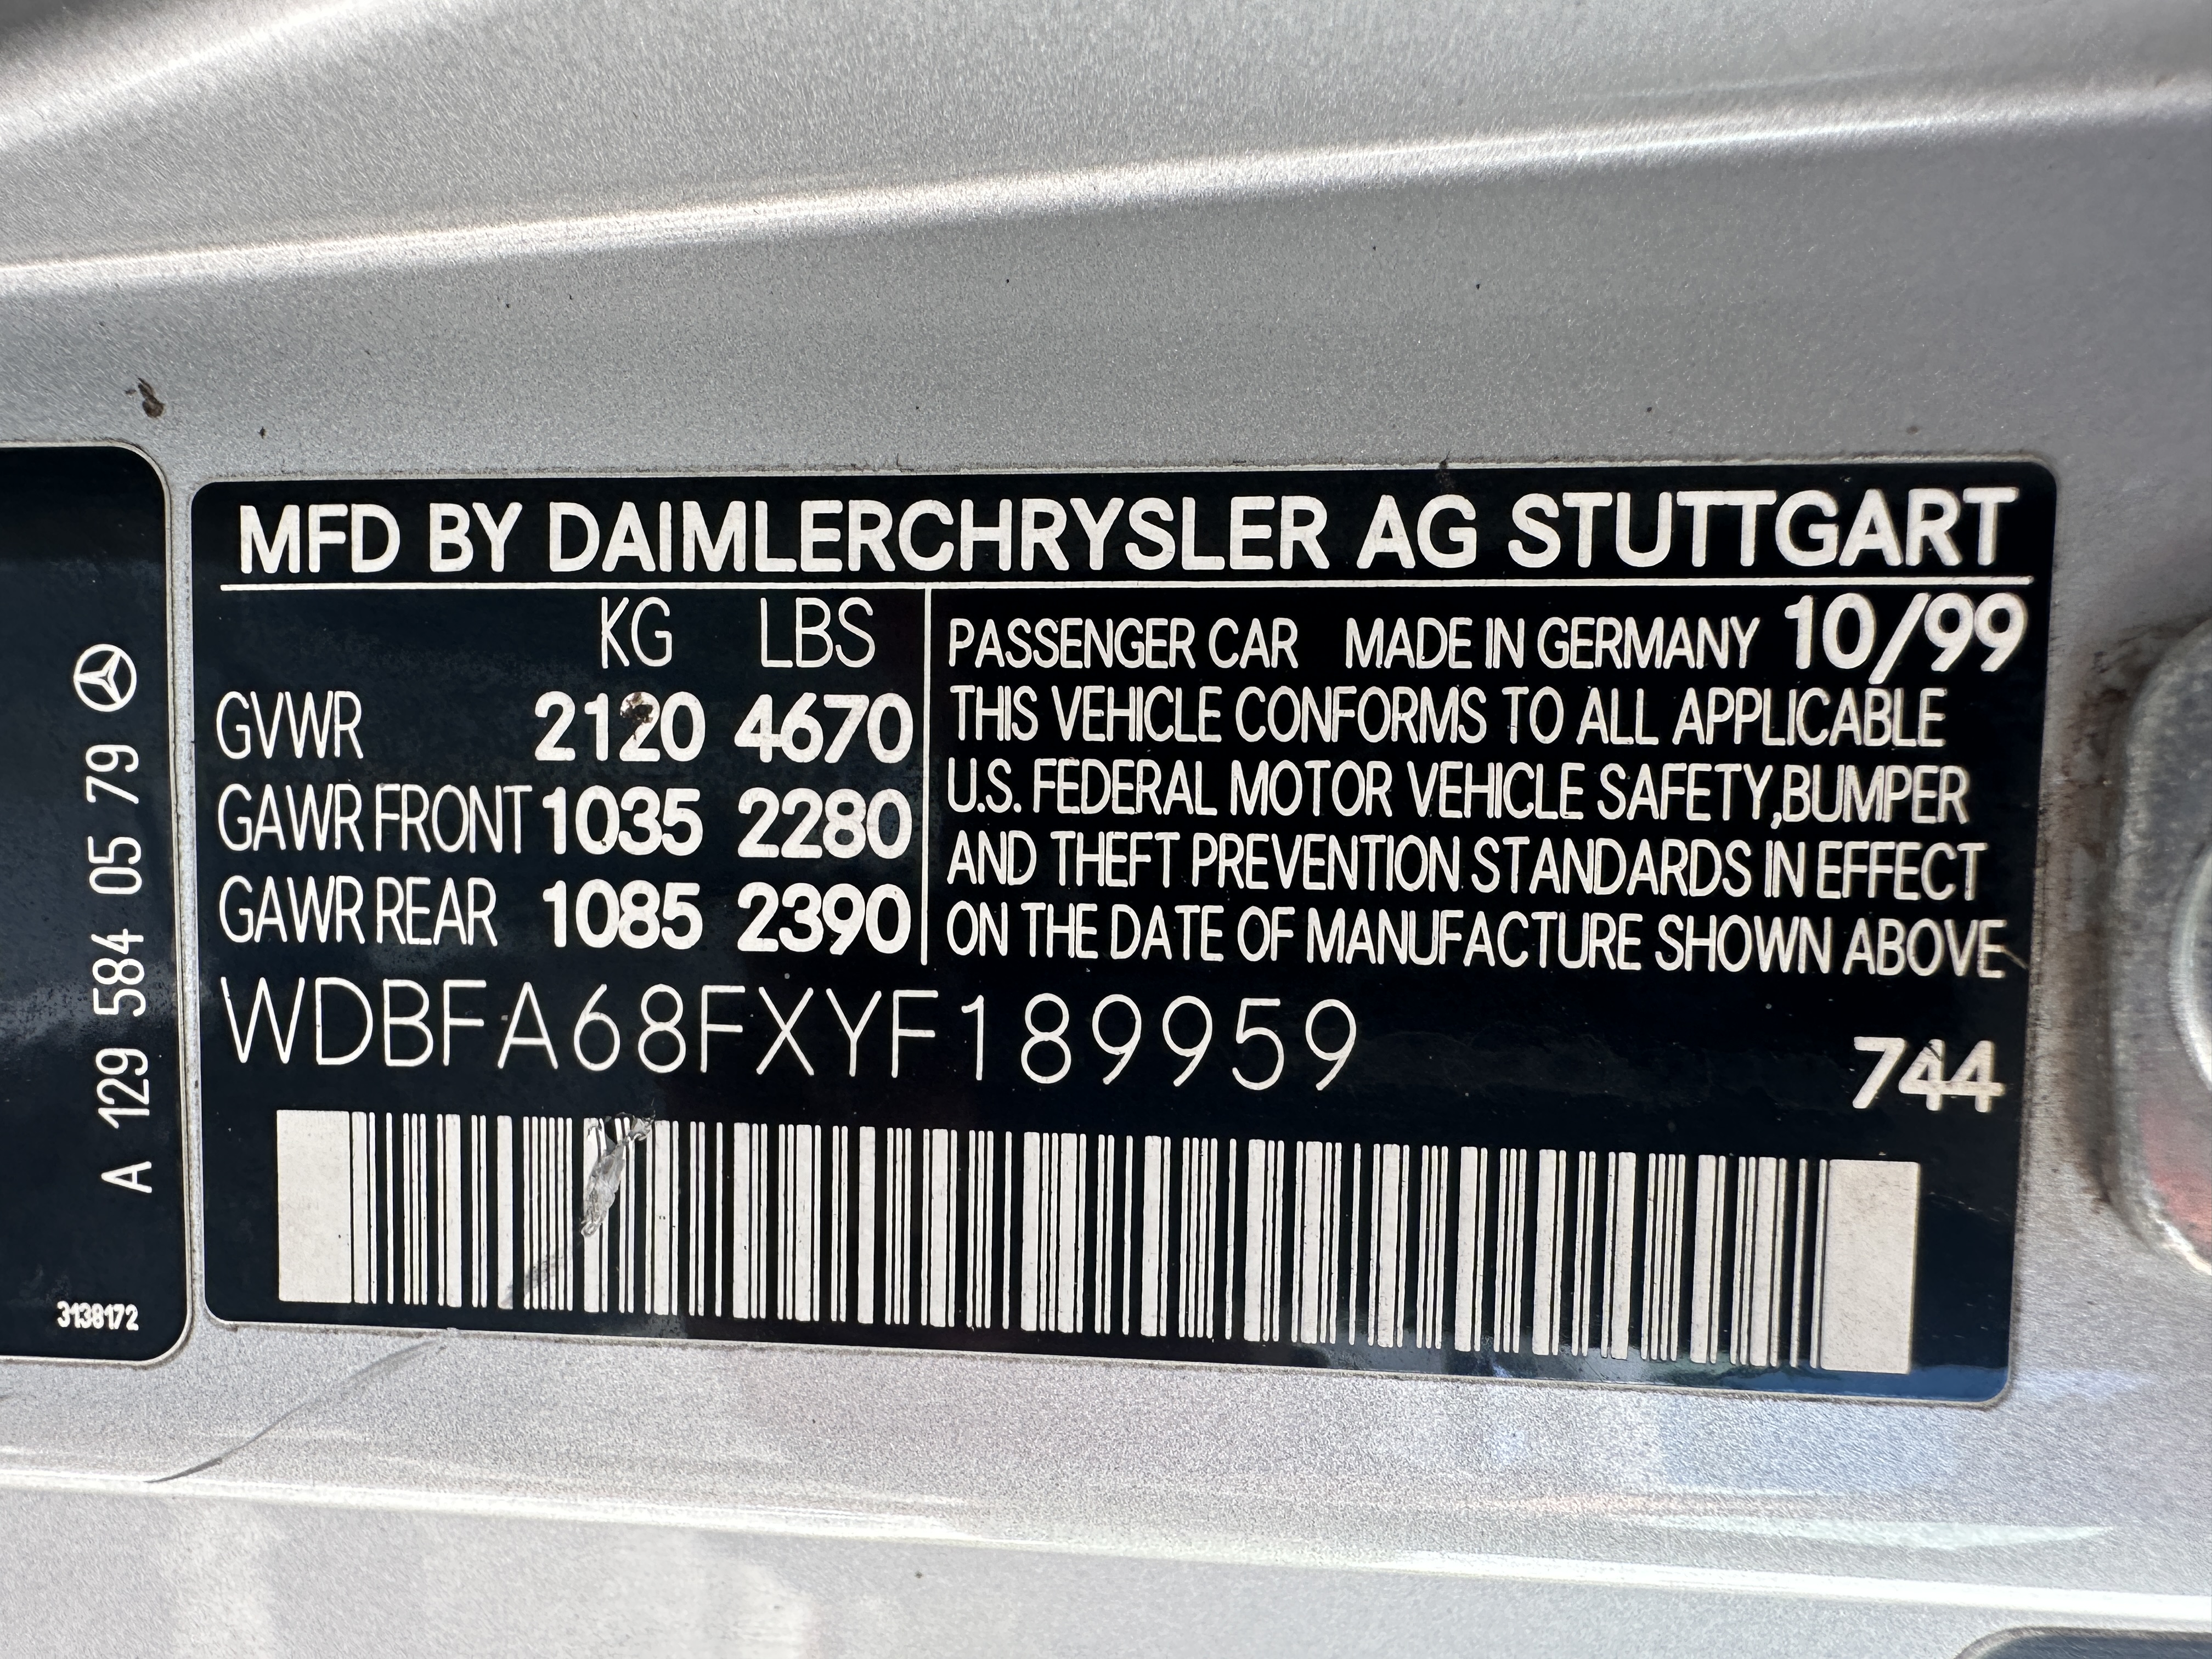 MFD BY DAIMLERCHRYSLER AG STUTTGART
KG LBS
GVWR 2120 4670
GAWR FRONT 1035 2280
GAWR REAR 1085 2390
PASSENGER CAR MADE IN GERMANY 10/99
THIS VEHICLE CONFORMS TO ALL APPLICABLE
U.S. FEDERAL MOTOR VEHICLE SAFETY,BUMPER
AND THEFT PREVENTION STANDARDS IN EFFECT
ON THE DATE OF MANUFACTURE SHOWN ABOVE
WDBFA68FXYF189959
744
A 129 584 05 79
3138172